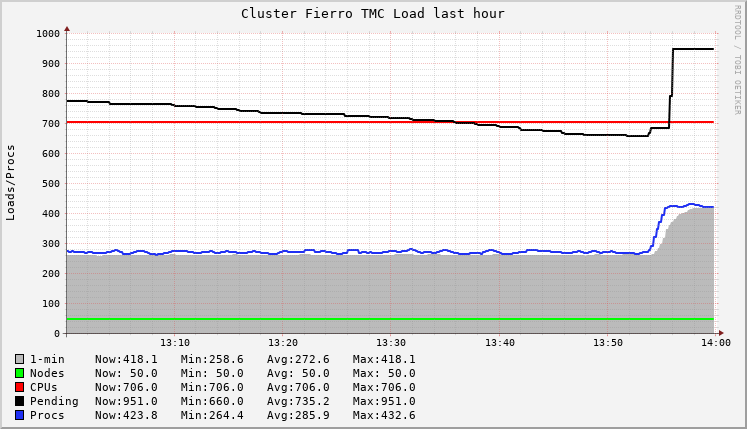 Cluster Fierro TMC Load last hour
RRDTOOL / TOBI OETIKER
Loads/Procs
1000
900
800
700
600
500
400
300
200
100
0
13:10 13:20 13:30 13:40 13:50 14:00
1-min Now:418.1 Min:258.6 Avg:272.6 Max:418.1
Nodes Now: 50.0 Min: 50.0 Avg: 50.0 Max: 50.0
CPUs Now:706.0 Min:706.0 Avg:706.0 Max:706.0
Pending Now:951.0 Min:660.0 Avg:735.2 Max:951.0
Procs Now:423.8 Min:264.4 Avg:285.9 Max:432.6